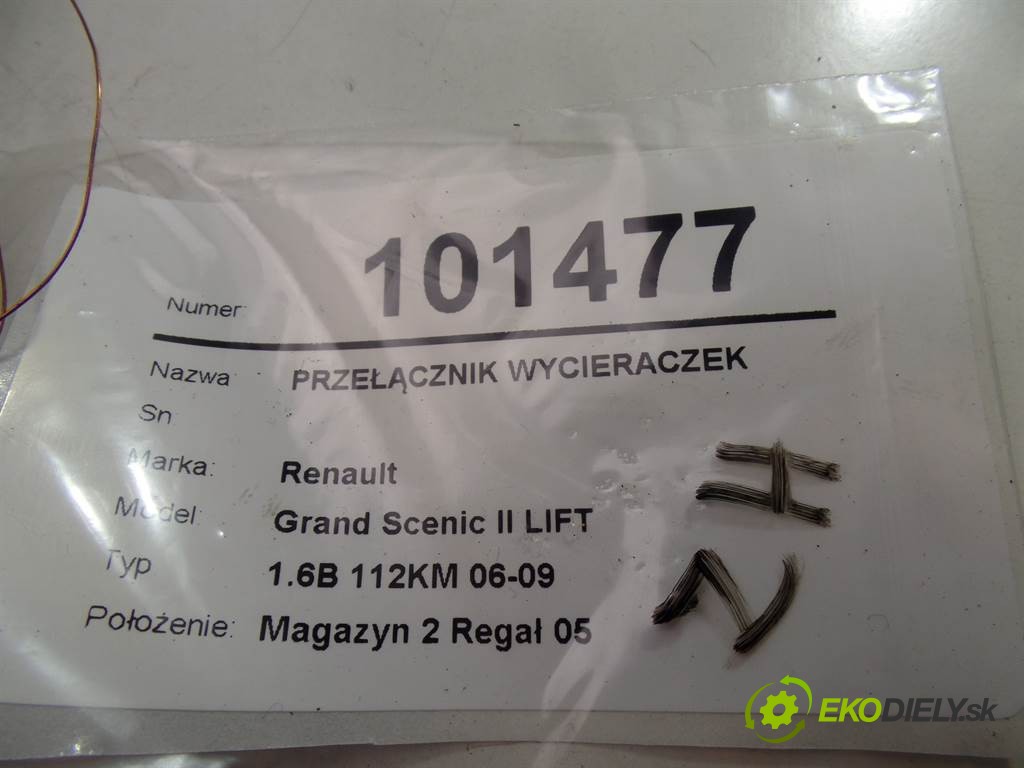 Numer: 101477
Nazwa PRZEŁĄCZNIK WYCIERACZEK
Sn
Marka: Renault
Model: Grand Scenic II LIFT
Typ 1.6B 112KM 06-09
Położenie: Magazyn 2 Regał 05
EKODIELY.sk